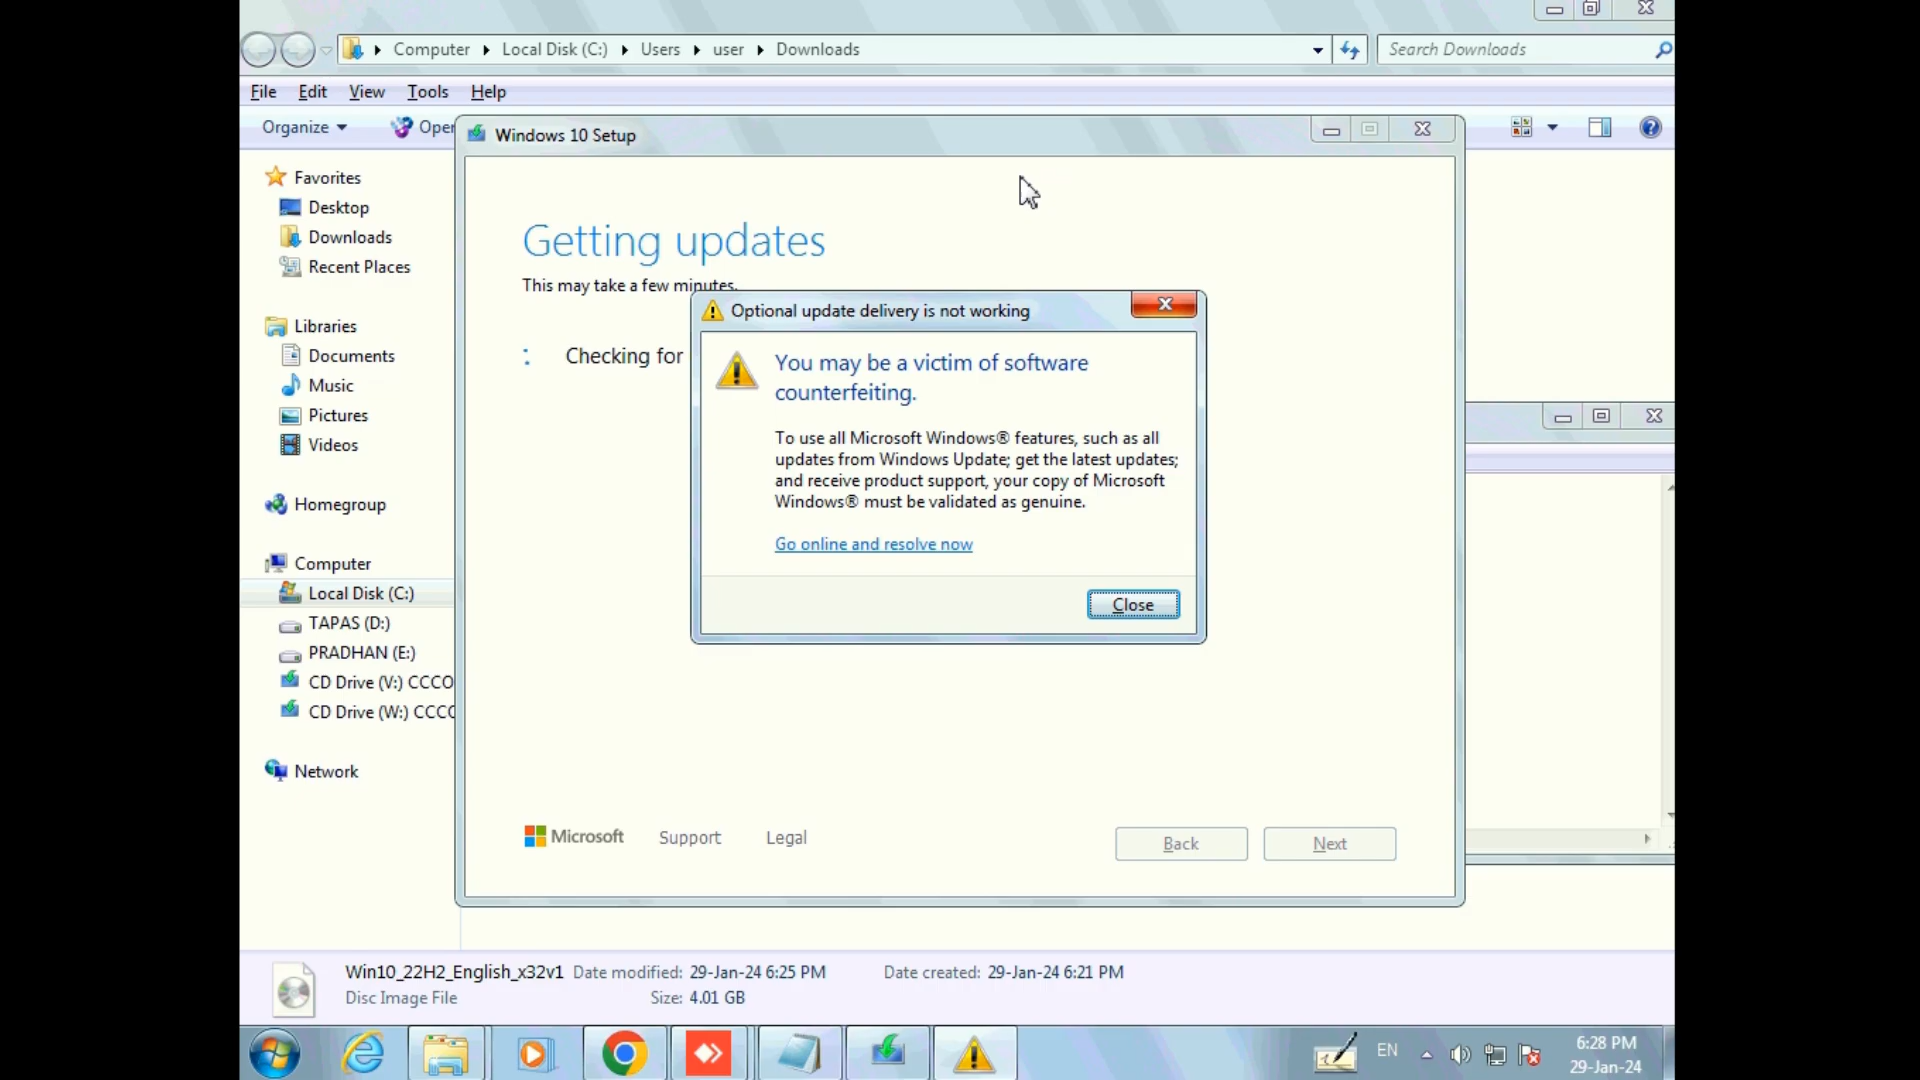 Computer
Local Disk (C:)
Users
user
Downloads
Search Downloads
File
Edit
View
Tools
Help
Organize
Windows 10 Setup
Favorites
Desktop
Downloads
Recent Places
Libraries
Documents
Music
Pictures
Videos
Homegroup
Computer
Local Disk (C:)
TAPAS (D:)
PRADHAN (E:)
CD Drive (V:) CCCO
CD Drive (W:)
Network
Getting updates
This may take a few minutes.
Checking for
Optional update delivery is not working
You may be a victim of software
counterfeiting.
To use all Microsoft Windows® features, such as all
updates from Windows Update; get the latest updates;
and receive product support, your copy of Microsoft
Windows® must be validated as genuine.
Go online and resolve now
Close
Microsoft
Support
Legal
Back
Next
Win10_22H2_English_x32v1 Date modified: 29-Jan-24 6:25 PM Date created: 29-Jan-24 6:21 PM
Disc Image File Size: 4.01 GB
EN
6:28 PM
29-Jan-24